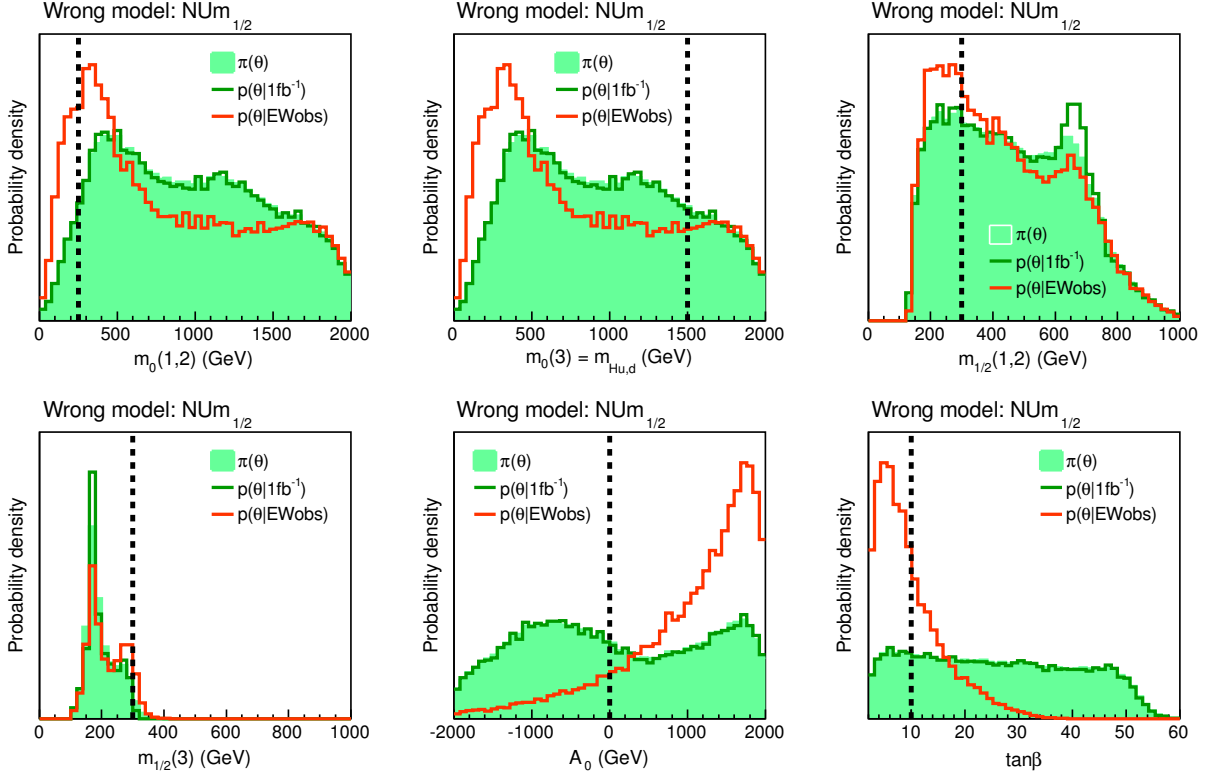 Wrong model: NUm1/2
Probability density
π(θ)
p(θ|1fb-1)
p(θ|EWobs)
0 500 1000 1500 2000
m0(1,2) (GeV)
Wrong model: NUm1/2
Probability density
π(θ)
p(θ|1fb-1)
p(θ|EWobs)
0 500 1000 1500 2000
m0(3) = mHu,d (GeV)
Wrong model: NUm1/2
Probability density
π(θ)
p(θ|1fb-1)
p(θ|EWobs)
0 200 400 600 800 1000
m1/2(1,2) (GeV)
Wrong model: NUm1/2
Probability density
π(θ)
p(θ|1fb-1)
p(θ|EWobs)
0 200 400 600 800 1000
m1/2(3) (GeV)
Wrong model: NUm1/2
Probability density
π(θ)
p(θ|1fb-1)
p(θ|EWobs)
-2000 -1000 0 1000 2000
A0 (GeV)
Wrong model: NUm1/2
Probability density
π(θ)
p(θ|1fb-1)
p(θ|EWobs)
10 20 30 40 50 60
tanβ